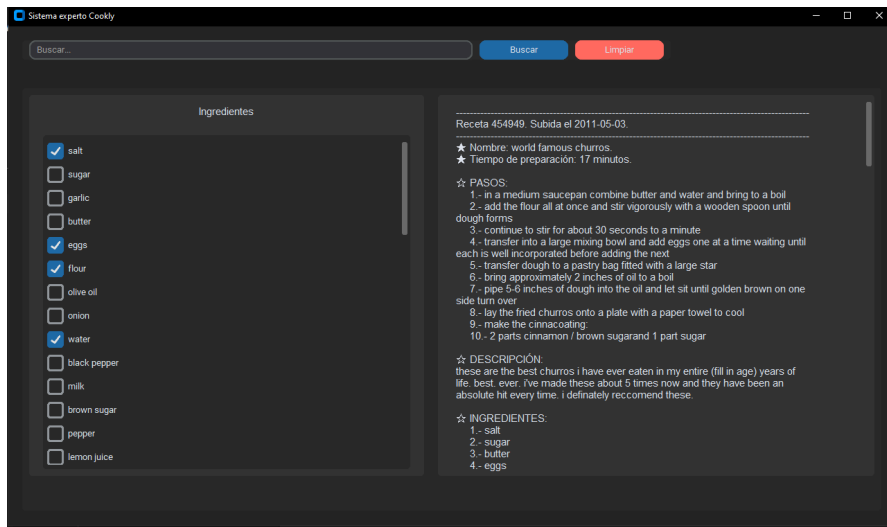 Sistema experto Cookly
Buscar...
Buscar
Limpiar
Ingredientes
salt
sugar
garlic
butter
eggs
flour
olive oil
onion
water
black pepper
milk
brown sugar
pepper
lemon juice
--------------------------------------------------------------------------------------------------------
Receta 454949. Subida el 2011-05-03.
--------------------------------------------------------------------------------------------------------
★ Nombre: world famous churros.
★ Tiempo de preparación: 17 minutos.
☆ PASOS:
1.- in a medium saucepan combine butter and water and bring to a boil
2.- add the flour all at once and stir vigorously with a wooden spoon until
dough forms
3.- continue to stir for about 30 seconds to a minute
4.- transfer into a large mixing bowl and add eggs one at a time waiting until
each is well incorporated before adding the next
5.- transfer dough to a pastry bag fitted with a large star
6.- bring approximately 2 inches of oil to a boil
7.- pipe 5-6 inches of dough into the oil and let sit until golden brown on one
side turn over
8.- lay the fried churros onto a plate with a paper towel to cool
9.- make the cinnacoating:
10.- 2 parts cinnamon / brown sugarand 1 part sugar
☆ DESCRIPCIÓN:
these are the best churros i have ever eaten in my entire (fill in age) years of
life. best. ever. i've made these about 5 times now and they have been an
absolute hit every time. i definately reccomend these.
☆ INGREDIENTES:
1.- salt
2.- sugar
3.- butter
4.- eggs